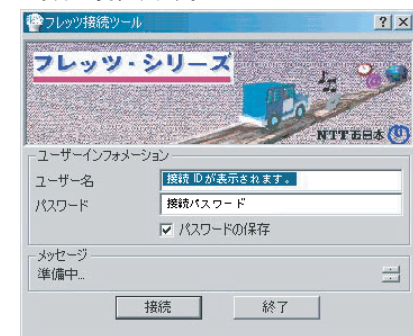 フレッツ接続ツール
フレッツ・シリーズ
NTT西日本
ユーザーインフォメーション
ユーザー名
接続 IDが表示されます。
パスワード
接続パスワード
パスワードの保存
メッセージ
準備中...
接続
終了